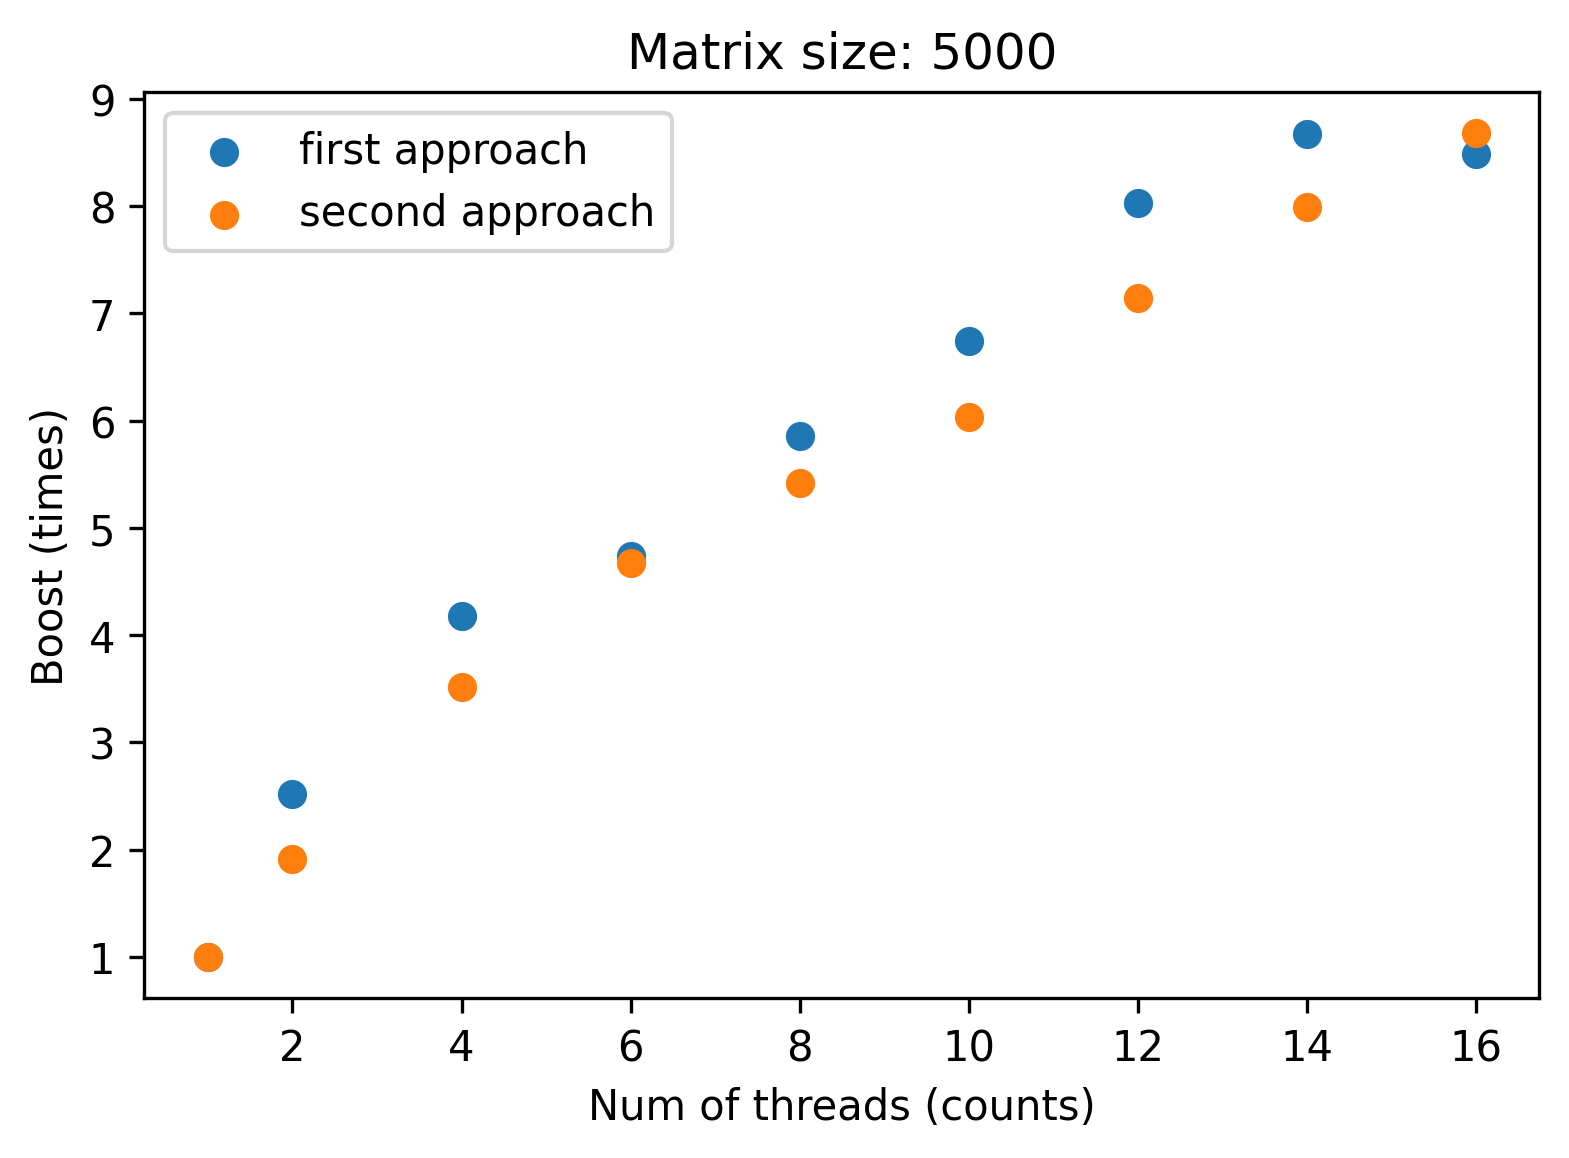 Matrix size: 5000
first approach
second approach
9
8
7
6
5
4
3
2
1
Boost (times)
2 4 6 8 10 12 14 16
Num of threads (counts)